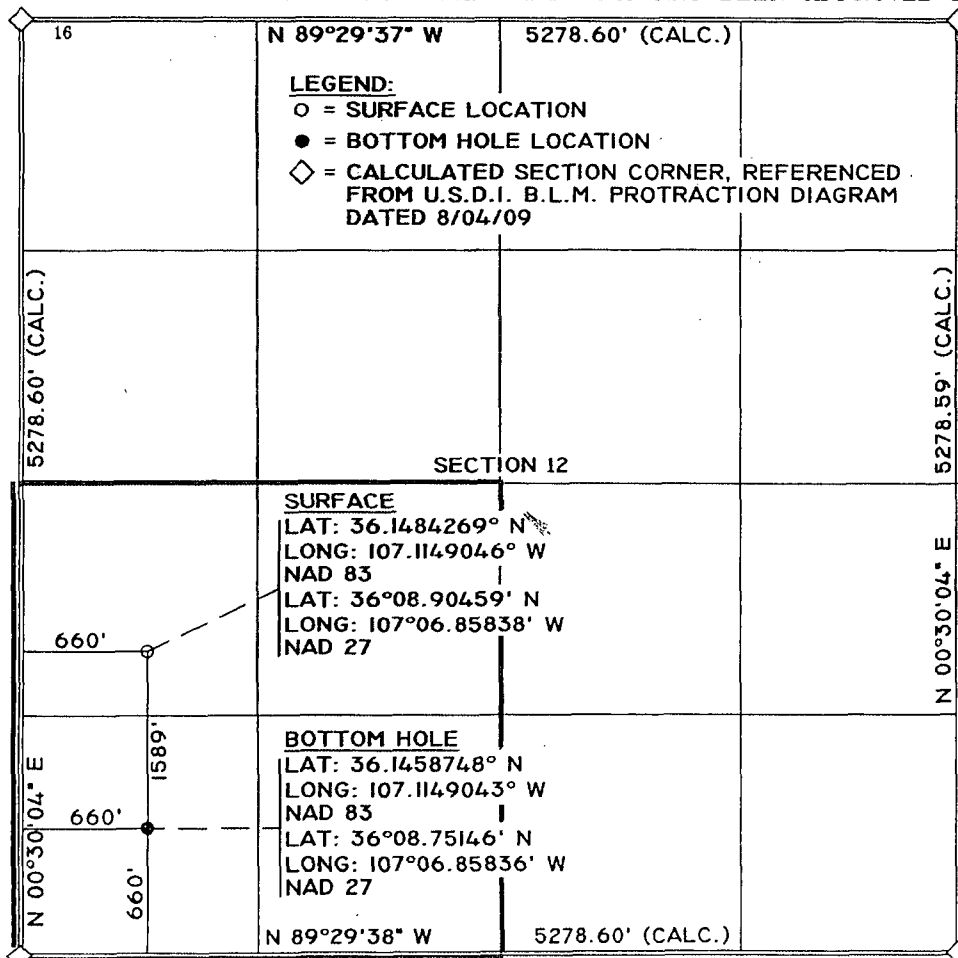 16
N 89°29'37" W 5278.60' (CALC.)
LEGEND:
○ = SURFACE LOCATION
● = BOTTOM HOLE LOCATION
◇ = CALCULATED SECTION CORNER, REFERENCED
FROM U.S.D.I. B.L.M. PROTRACTION DIAGRAM
DATED 8/04/09
5278.60' (CALC.)
5278.59' (CALC.)
SECTION 12
SURFACE
LAT: 36.1484269° N
LONG: 107.1149046° W
NAD 83
LAT: 36°08.90459' N
LONG: 107°06.85838' W
NAD 27
660'
N 00°30'04" E
1589'
BOTTOM HOLE
LAT: 36.1458748° N
LONG: 107.1149043° W
NAD 83
LAT: 36°08.75146' N
LONG: 107°06.85836' W
NAD 27
660'
N 00°30'04" E
660'
N 89°29'38" W 5278.60' (CALC.)